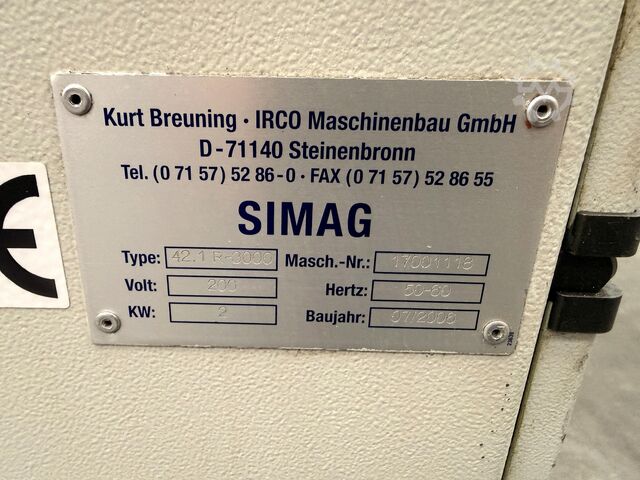 Kurt Breuning · IRCO Maschinenbau GmbH
D-71140 Steinenbronn
Tel. (0 71 57) 52 86-0 · FAX (0 71 57) 52 86 55
SIMAG
Type: 42.1 R-3000 Masch.-Nr.: 17001118
Volt: 200 Hertz: 50-60
KW: 2 Baujahr: 07/2006
CE